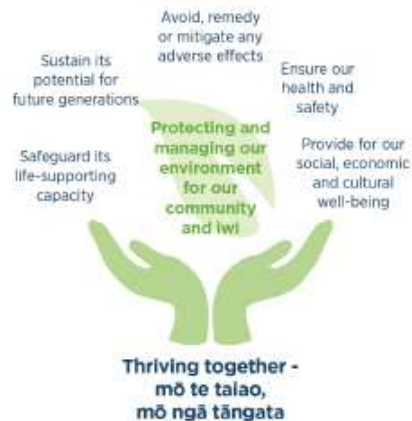 Avoid, remedy
or mitigate any
adverse effects
Sustain its
potential for
future generations
Ensure our
health and
safety
Safeguard its
life-supporting
capacity
Protecting and
managing our
environment
for our
community
and iwi
Provide for our
social, economic
and cultural
well-being
Thriving together -
mō te taiao,
mō ngā tāngata